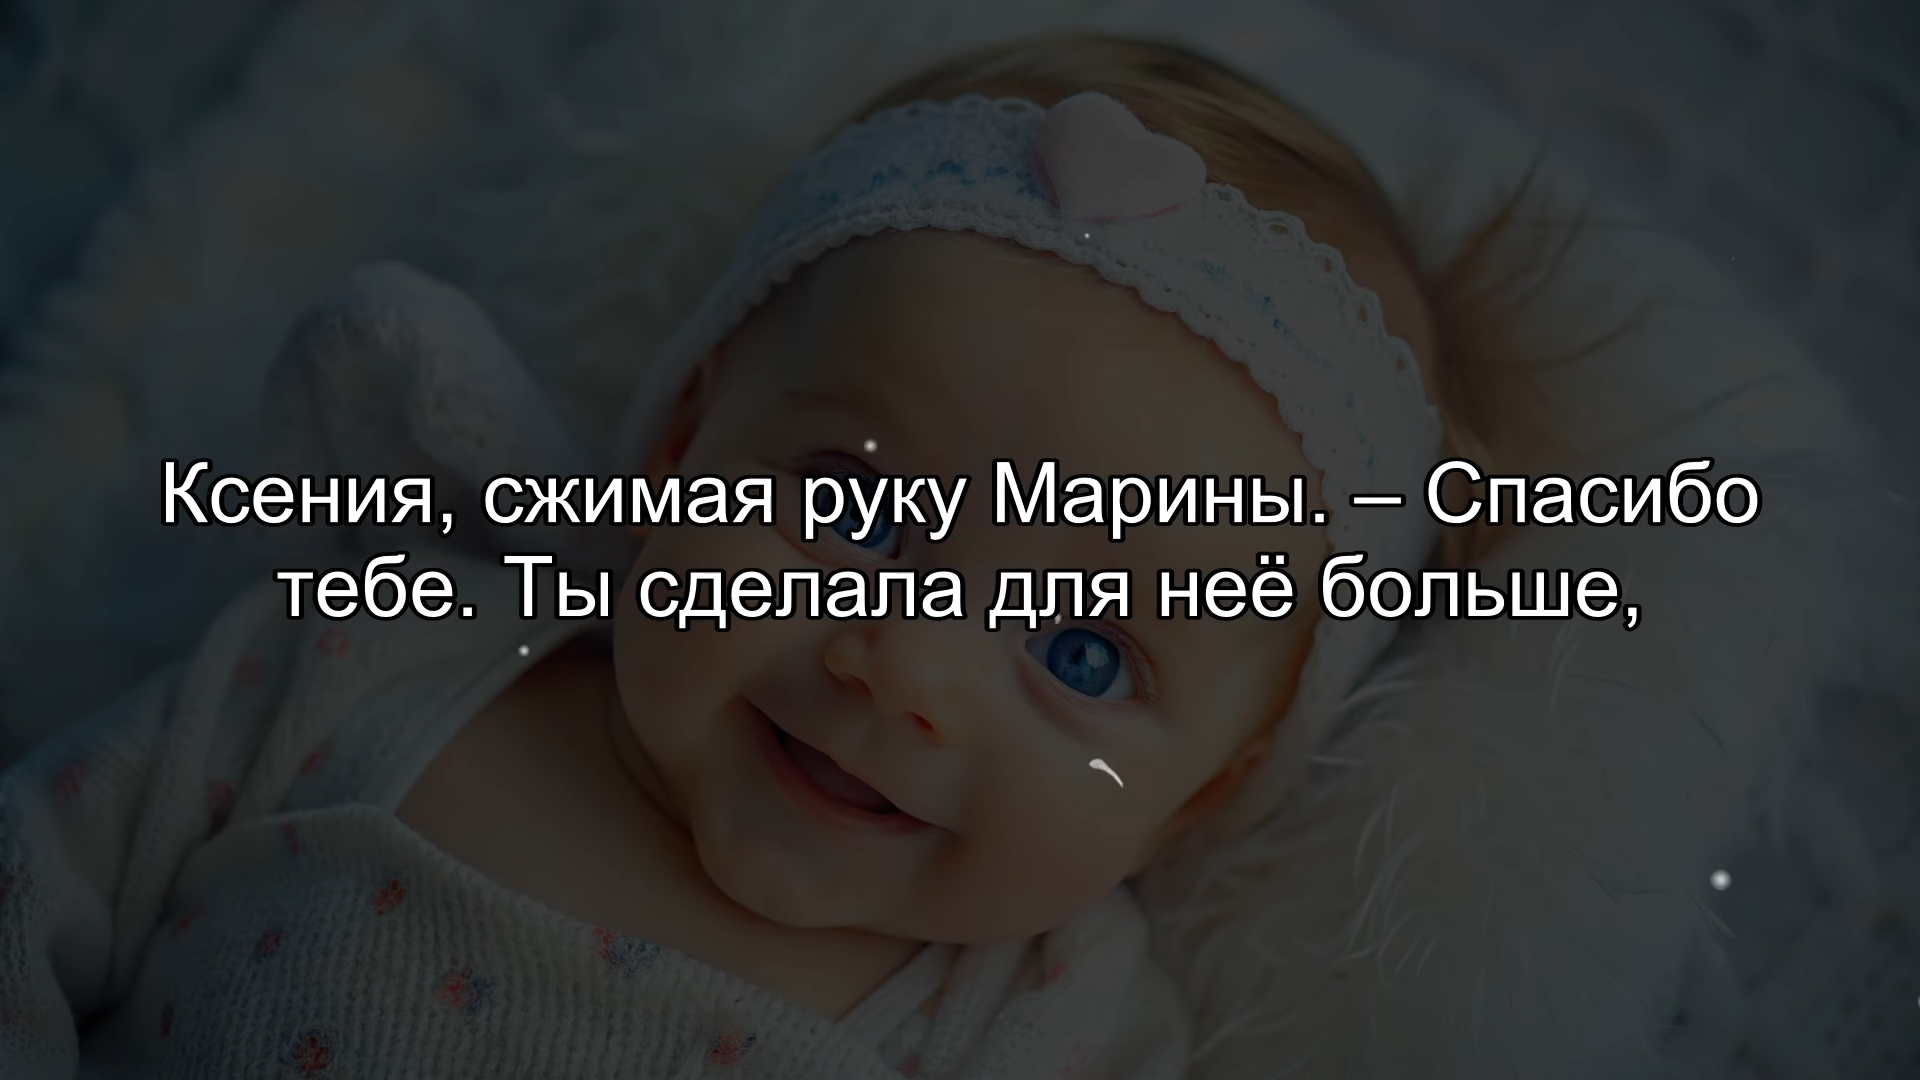 Ксения, сжимая руку Марины. – Спасибо
тебе. Ты сделала для неё больше,